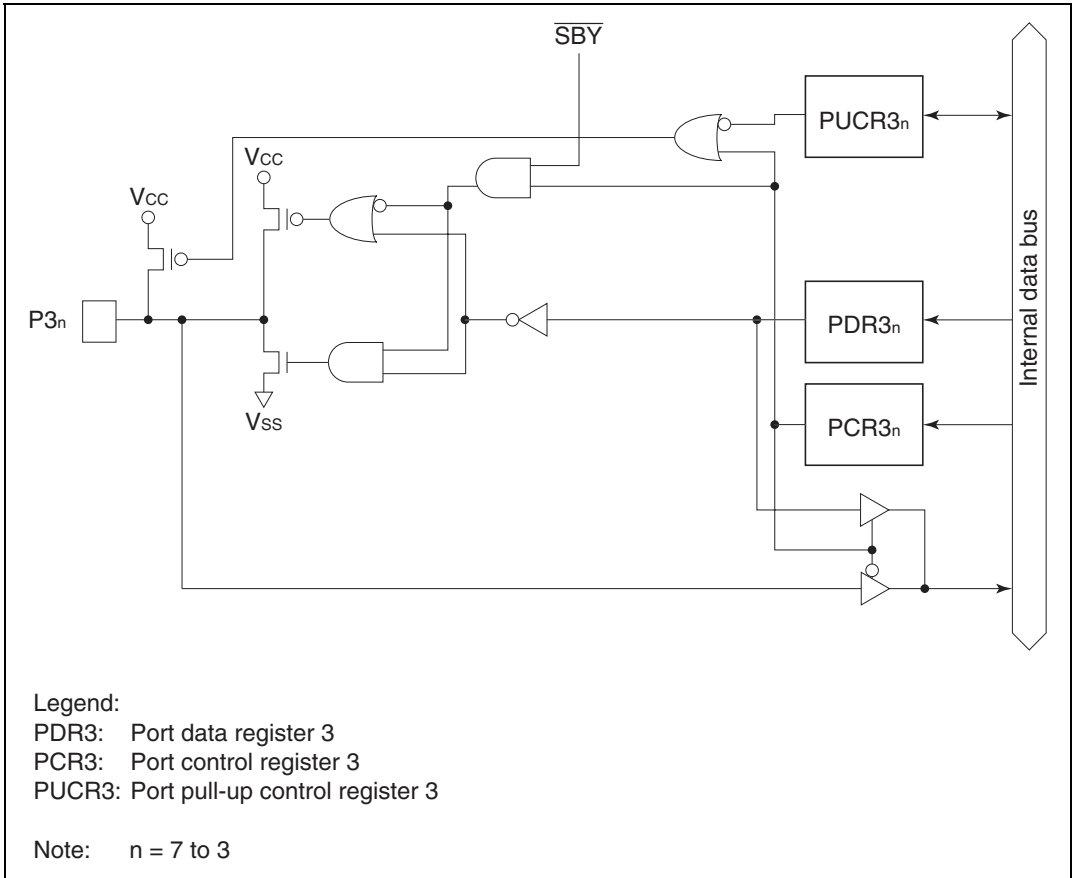 SBY
PUCR3n
VCC
VCC
Internal data bus
P3n
PDR3n
VSS
PCR3n
Legend:
PDR3: Port data register 3
PCR3: Port control register 3
PUCR3: Port pull-up control register 3
Note: n = 7 to 3